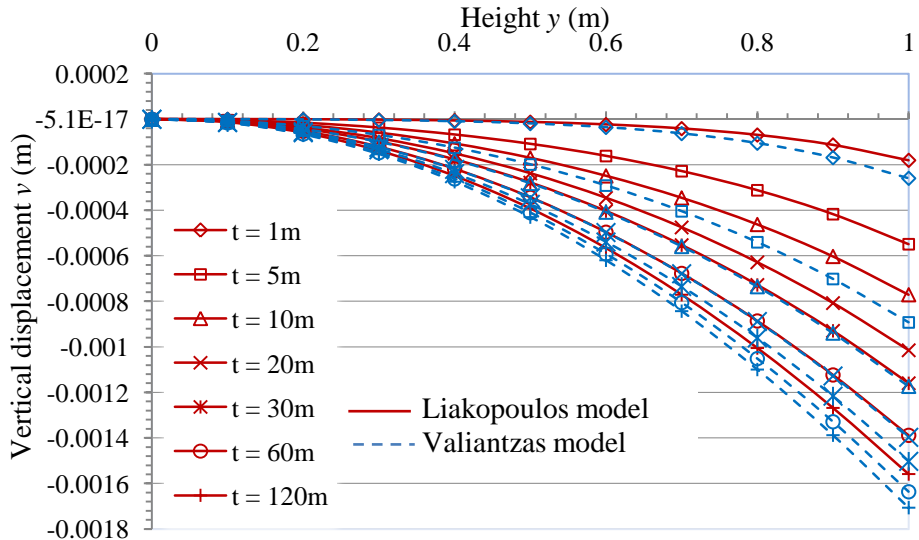 Height y (m)
0 0.2 0.4 0.6 0.8 1
Vertical displacement v (m)
0.0002
-5.1E-17
-0.0002
-0.0004
-0.0006
-0.0008
-0.001
-0.0012
-0.0014
-0.0016
-0.0018
t = 1m
t = 5m
t = 10m
t = 20m
t = 30m
t = 60m
t = 120m
Liakopoulos model
Valiantzas model